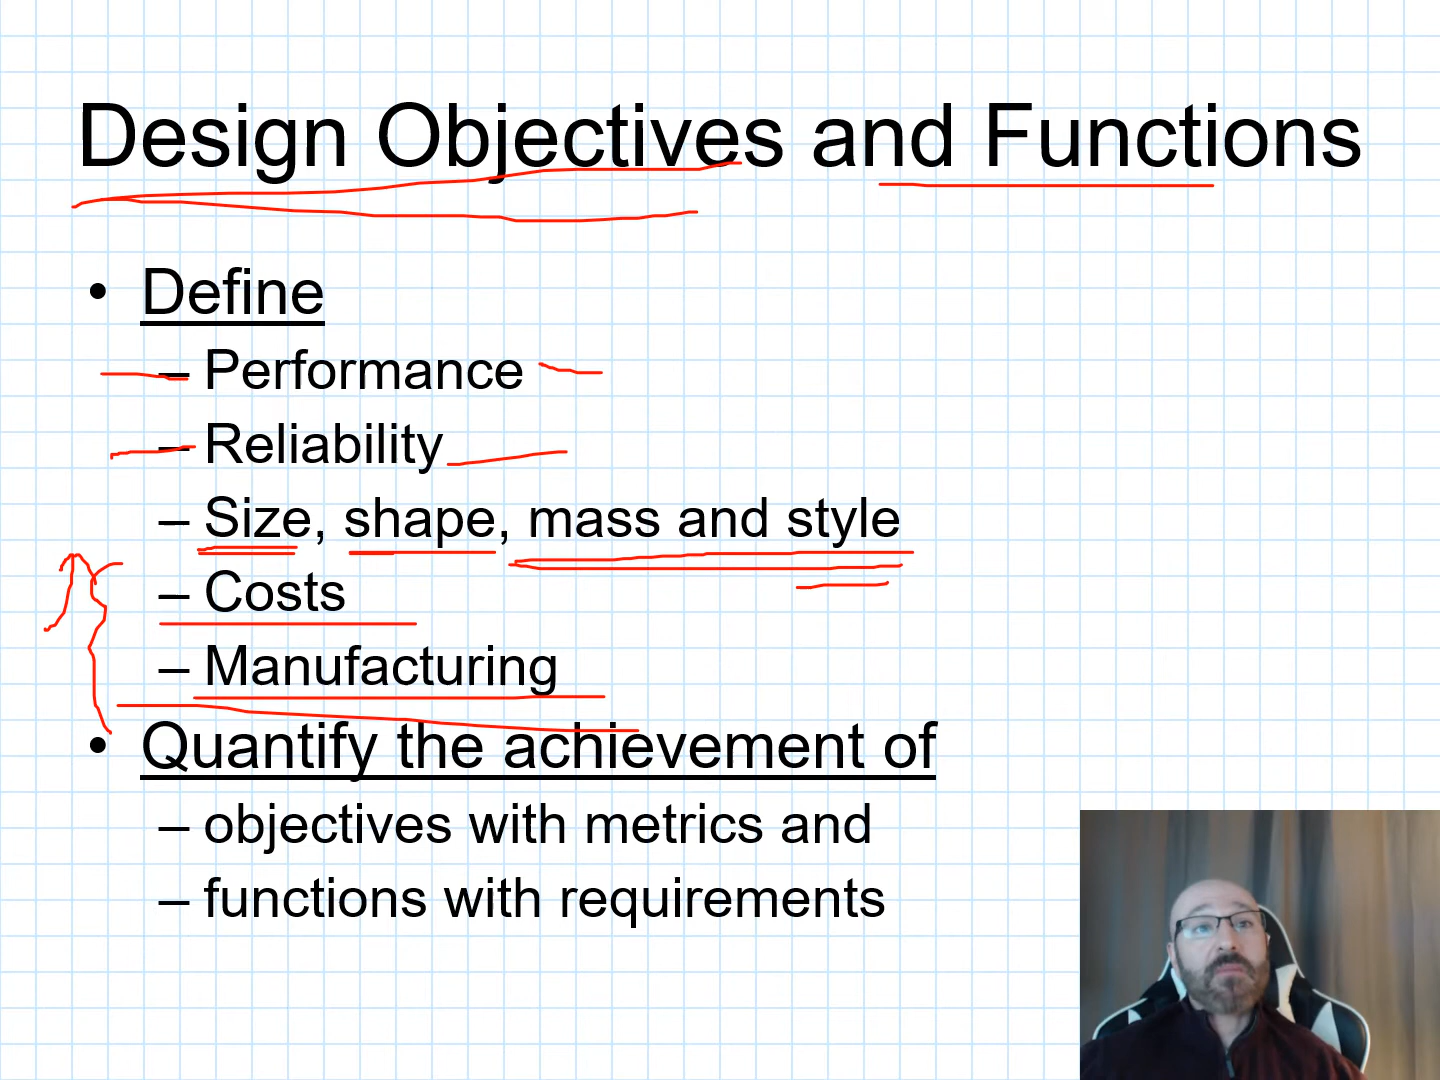 Design Objectives and Functions
• Define
– Performance
– Reliability
– Size, shape, mass and style
– Costs
– Manufacturing
• Quantify the achievement of
– objectives with metrics and
– functions with requirements